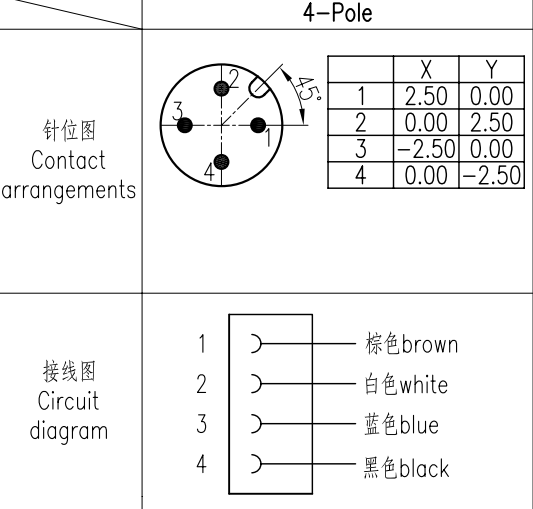 4-Pole
针位图
Contact
arrangements
2
45°
3
1
4
X Y
1 2.50 0.00
2 0.00 2.50
3 -2.50 0.00
4 0.00 -2.50
接线图
Circuit
diagram
1 棕色brown
2 白色white
3 蓝色blue
4 黑色black